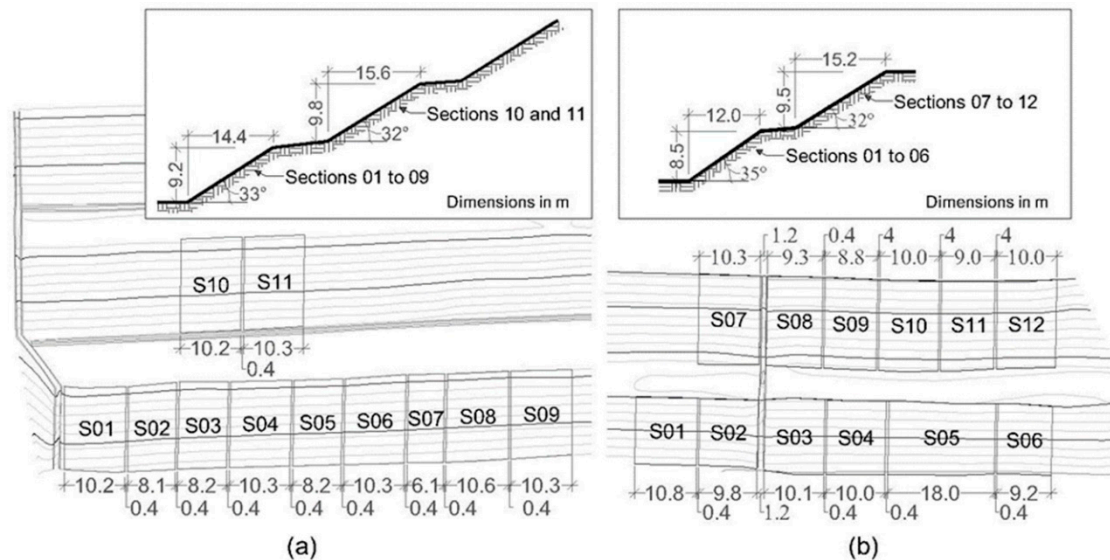 15.6
9.8
32°
Sections 10 and 11
14.4
9.2
33°
Sections 01 to 09
Dimensions in m
S10 S11
10.2 10.3
0.4
S01 S02 S03 S04 S05 S06 S07 S08 S09
10.2 8.1 8.2 10.3 8.2 10.3 6.1 10.6 10.3
0.4 0.4 0.4 0.4 0.4 0.4 0.4 0.4
(a)
15.2
9.5
32°
Sections 07 to 12
12.0
8.5
35°
Sections 01 to 06
Dimensions in m
1.2 0.4 4 4 4
10.3 9.3 8.8 10.0 9.0 10.0
S07 S08 S09 S10 S11 S12
S01 S02 S03 S04 S05 S06
10.8 9.8 10.1 10.0 18.0 9.2
0.4 1.2 0.4 0.4 0.4
(b)